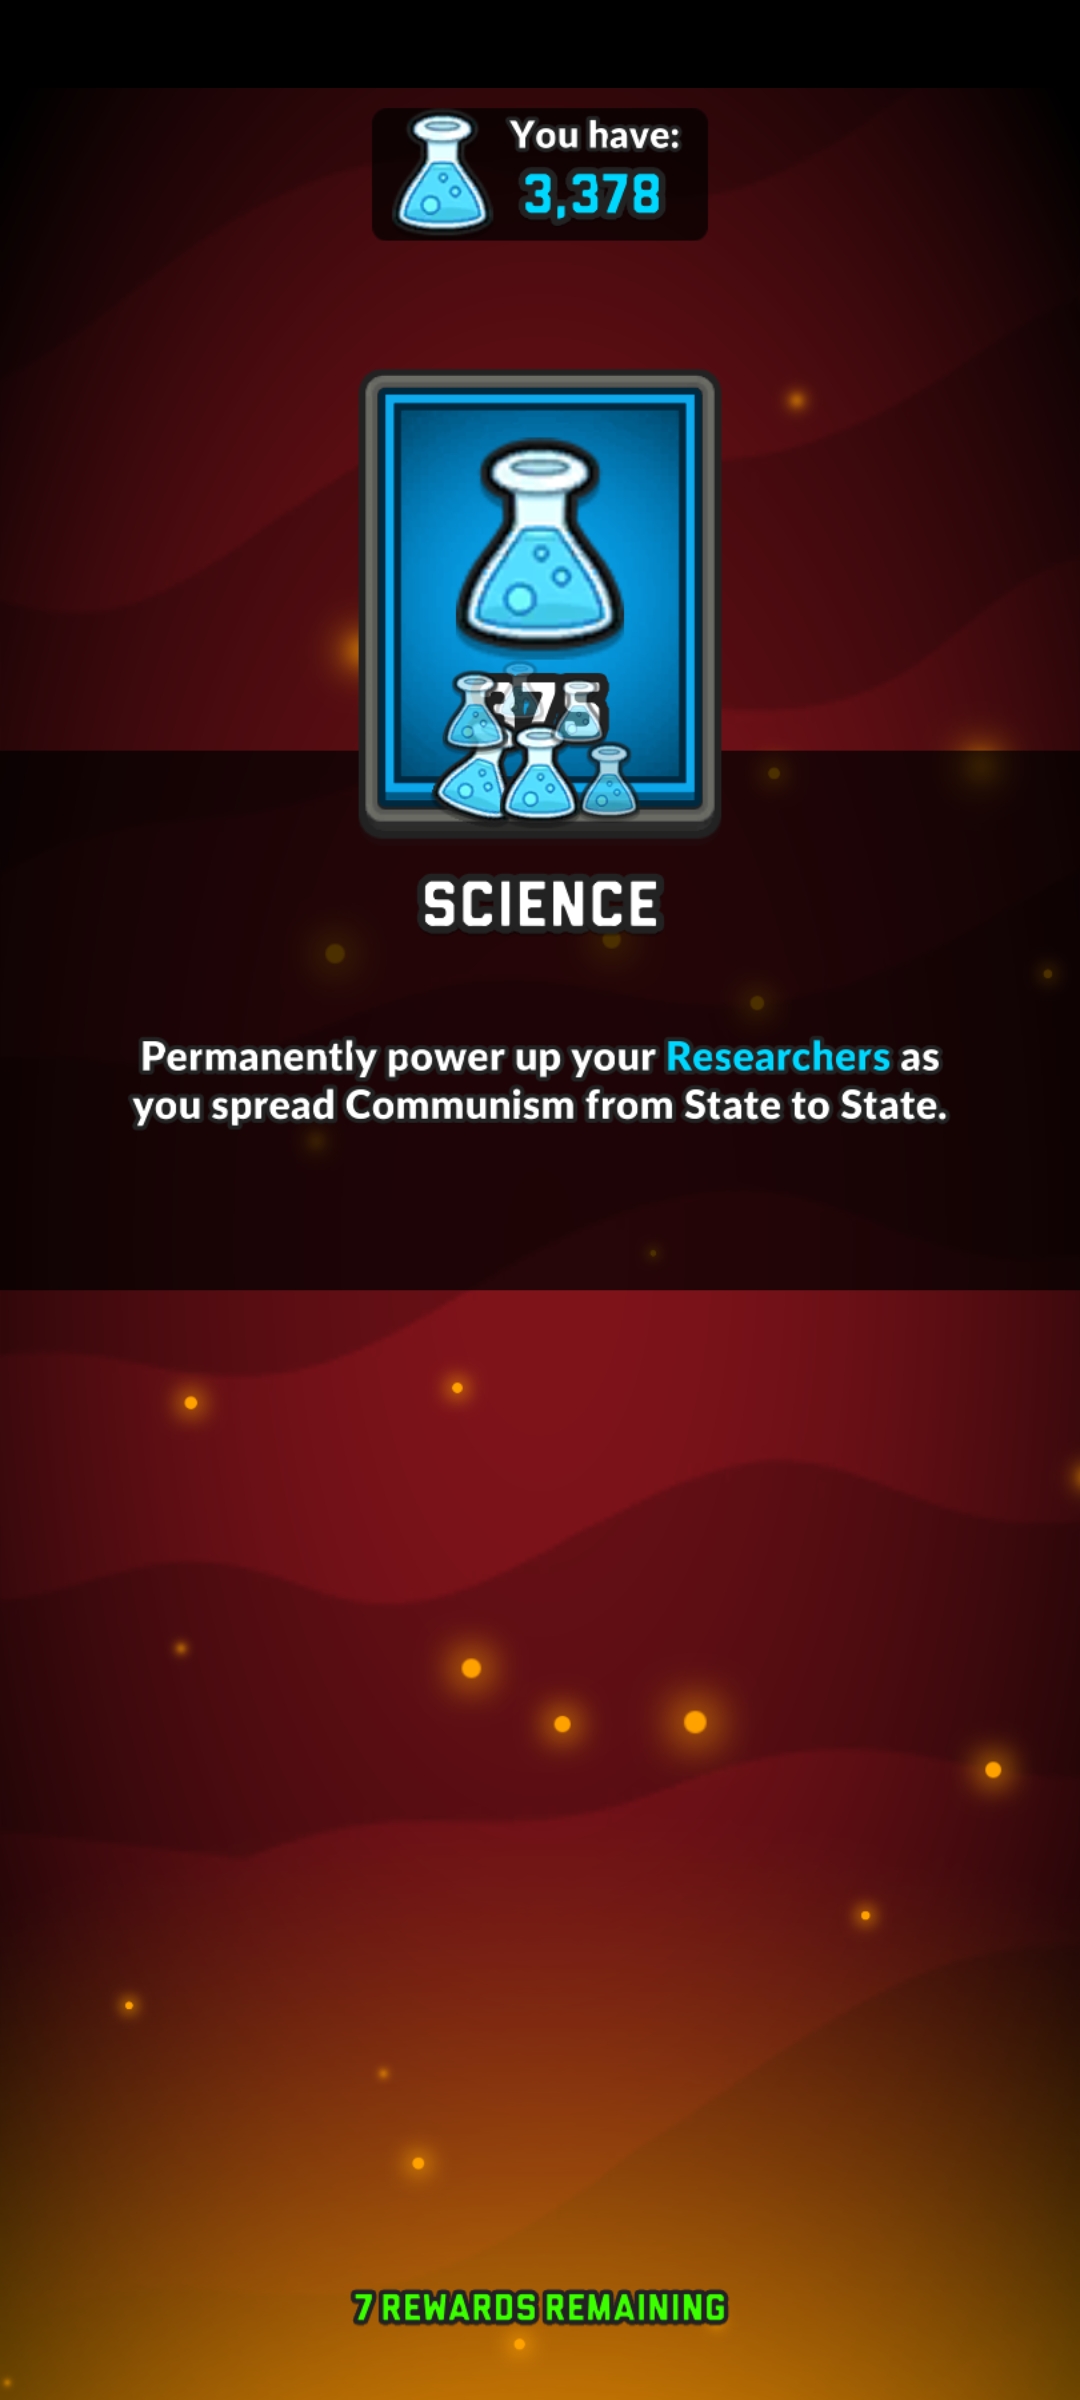 You have:
3,378
375
SCIENCE
Permanently power up your Researchers as
you spread Communism from State to State.
7 REWARDS REMAINING